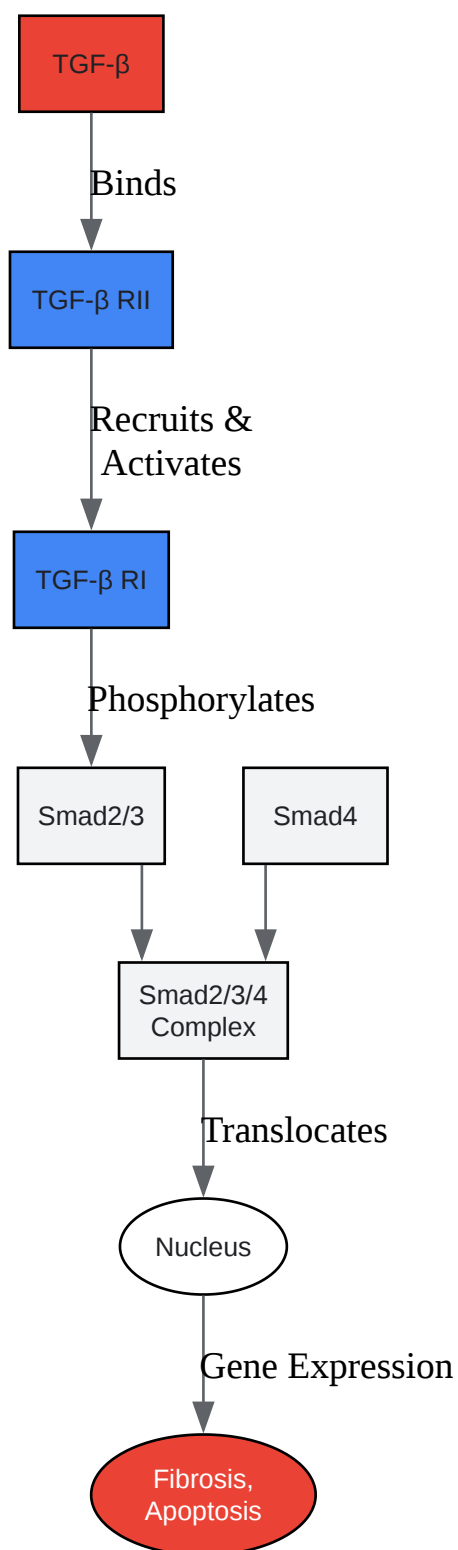 TGF-β
Binds
TGF-β RII
Recruits &
Activates
TGF-β RI
Phosphorylates
Smad2/3
Smad4
Smad2/3/4
Complex
Translocates
Nucleus
Gene Expression
Fibrosis,
Apoptosis